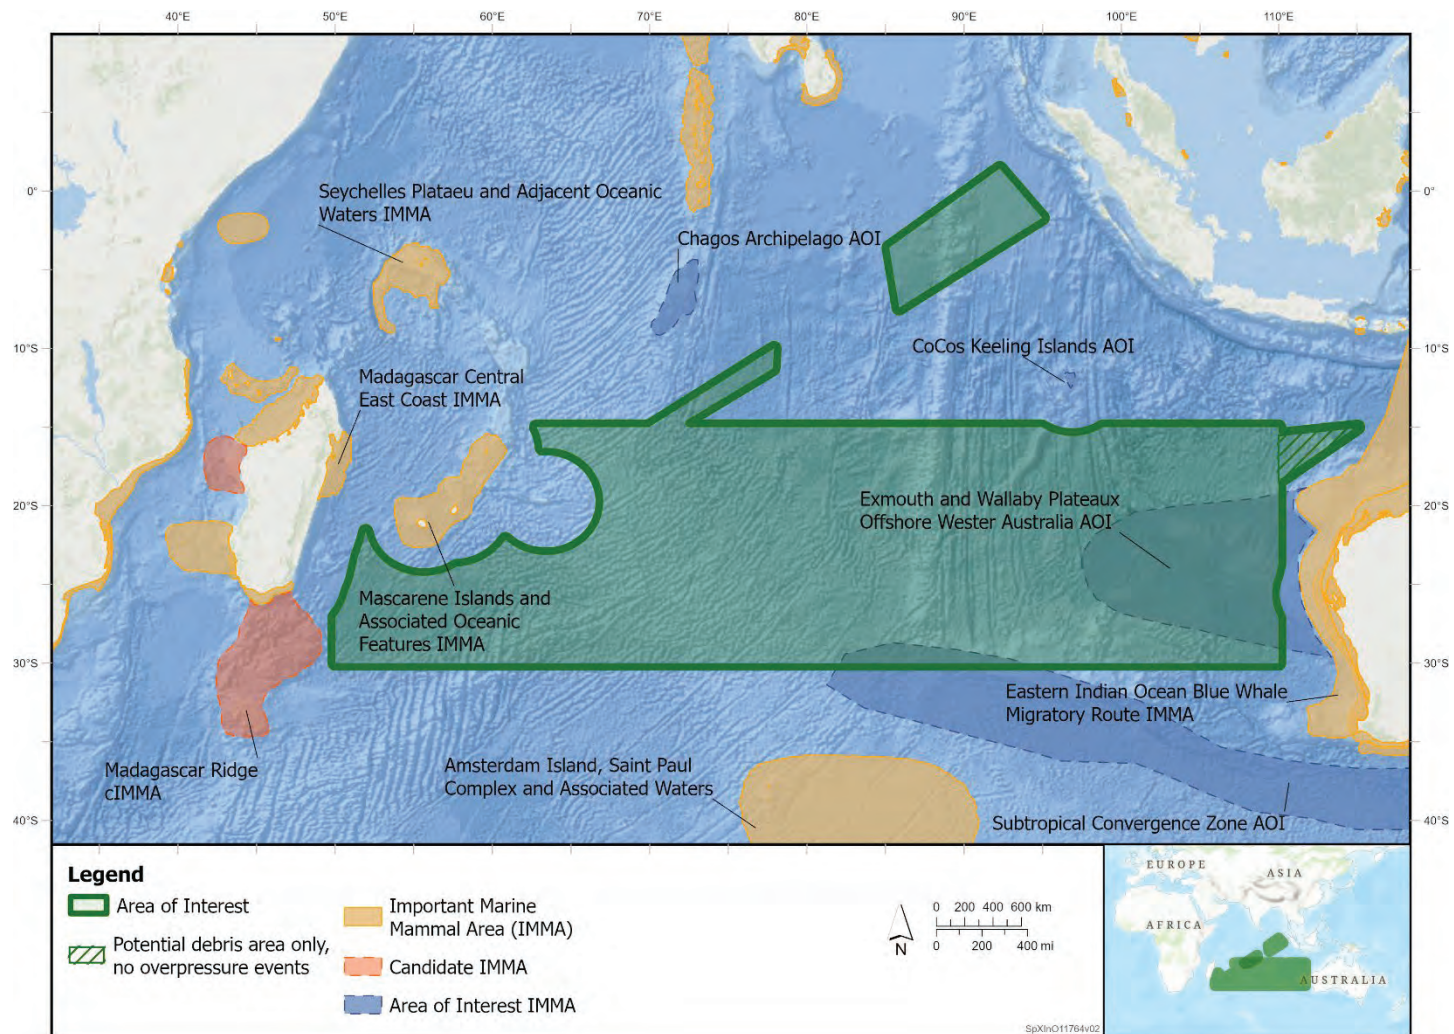 40°E 50°E 60°E 70°E 80°E 90°E 100°E 110°E
0° 0°
10°S 10°S
20°S 20°S
30°S 30°S
40°S 40°S
Seychelles Plataeu and Adjacent Oceanic
Waters IMMA
Chagos Archipelago AOI
CoCos Keeling Islands AOI
Madagascar Central
East Coast IMMA
Exmouth and Wallaby Plateaux
Offshore Wester Australia AOI
Mascarene Islands and
Associated Oceanic
Features IMMA
Eastern Indian Ocean Blue Whale
Migratory Route IMMA
Madagascar Ridge
cIMMA
Amsterdam Island, Saint Paul
Complex and Associated Waters
Subtropical Convergence Zone AOI
Legend
Area of Interest
Potential debris area only,
no overpressure events
Important Marine
Mammal Area (IMMA)
Candidate IMMA
Area of Interest IMMA
N
0 200 400 600 km
0 200 400 mi
EUROPE
ASIA
AFRICA
AUSTRALIA
SpXInO11764v02